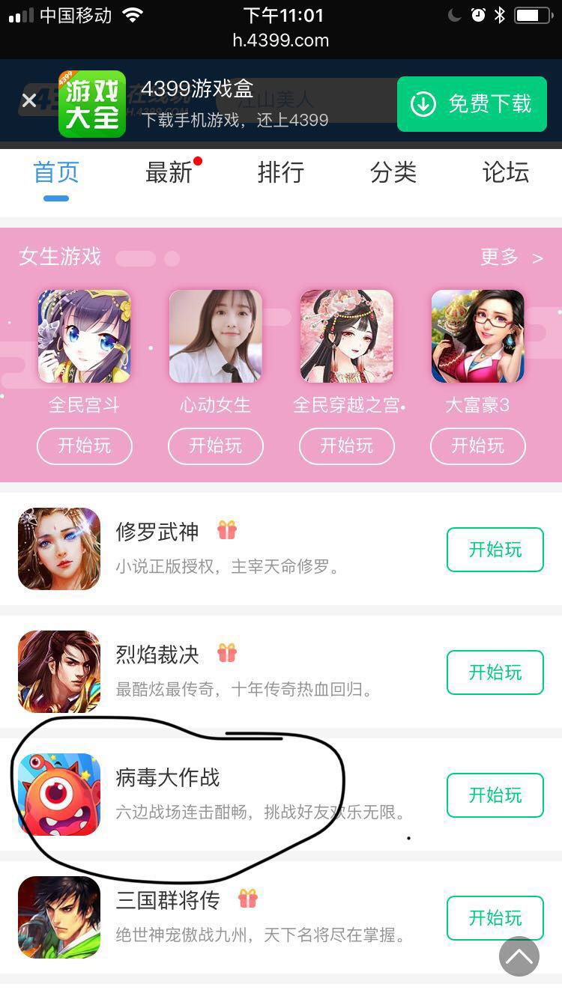 中国移动 下午11:01
h.4399.com
4399 游戏大全
4399游戏盒
下载手机游戏，还上4399
免费下载
江山美人
首页 最新 排行 分类 论坛
女生游戏 更多 >
全民宫斗 心动女生 全民穿越之宫 大富豪3
开始玩 开始玩 开始玩 开始玩
修罗武神
小说正版授权，主宰天命修罗。
开始玩
烈焰裁决
最酷炫最传奇，十年传奇热血回归。
开始玩
病毒大作战
六边战场连击酣畅，挑战好友欢乐无限。
开始玩
三国群将传
绝世神宠傲战九州，天下名将尽在掌握。
开始玩